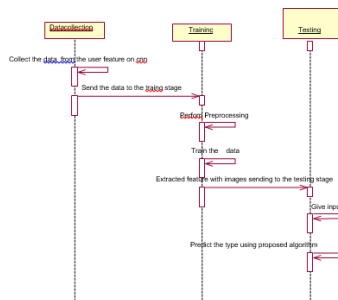 Datacollection
Training
Testing
Collect the data from the user feature on cnn
Send the data to the traing stage
Perfom Preprocessing
Train the data
Extracted feature with images sending to the testing stage
Give inpu
Predict the type using proposed algorithm